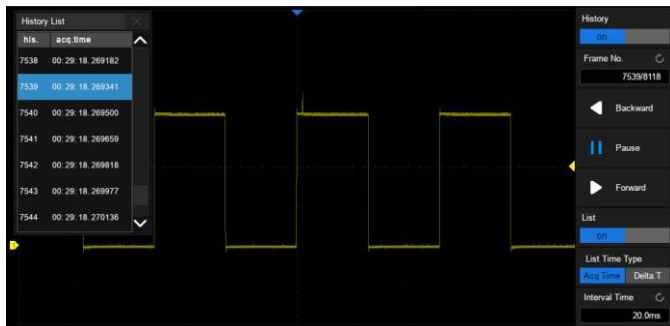 History List
his. acq.time
7538 00: 29: 18. 269182
7539 00: 29: 18. 269341
7540 00: 29: 18. 269500
7541 00: 29: 18. 269659
7542 00: 29: 18. 269818
7543 00: 29: 18. 269977
7544 00: 29: 18. 270136
History
on
Frame No.
7539/8118
Backward
Pause
Forward
List
on
List Time Type
Acq Time Delta T
Interval Time
20.0ms